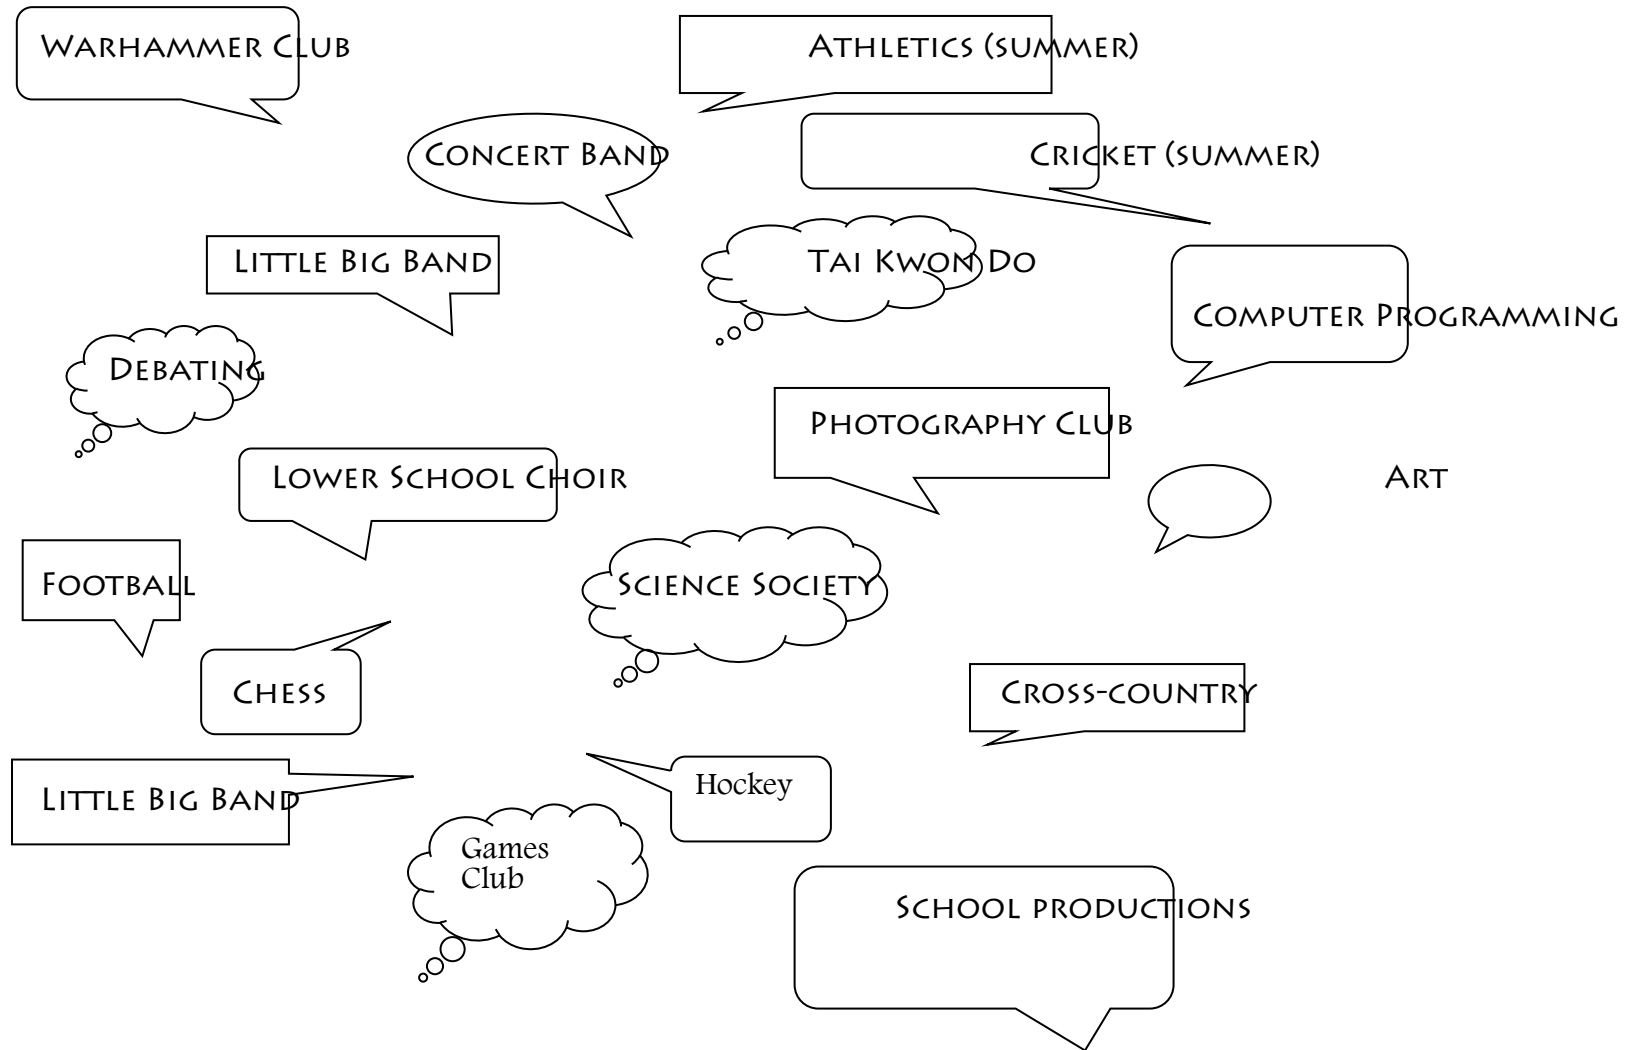 Warhammer Club
Athletics (summer)
Concert Band
Cricket (summer)
Little Big Band
Tai Kwon Do
Computer Programming
Debating
Photography Club
Lower School Choir
Art
Football
Science Society
Chess
Cross-country
Little Big Band
Hockey
Games
Club
School productions